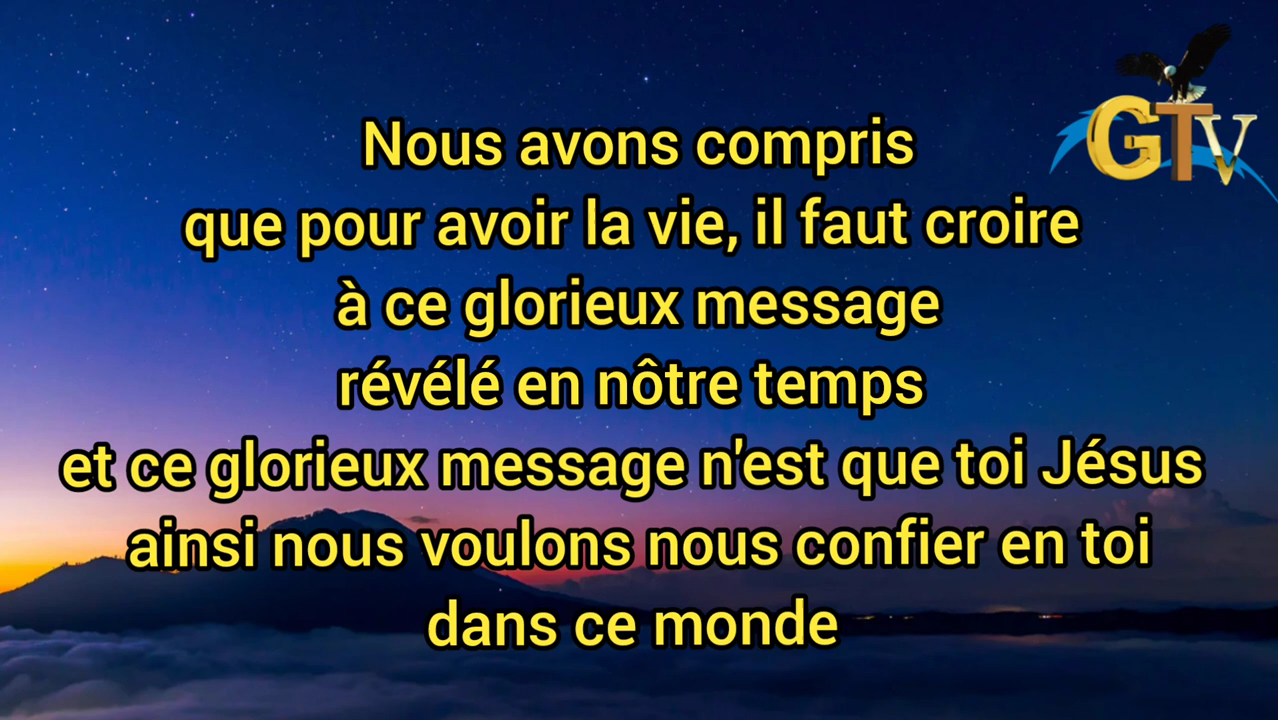 GTV
Nous avons compris
que pour avoir la vie, il faut croire
à ce glorieux message
révélé en nôtre temps
et ce glorieux message n'est que toi Jésus
ainsi nous voulons nous confier en toi
dans ce monde